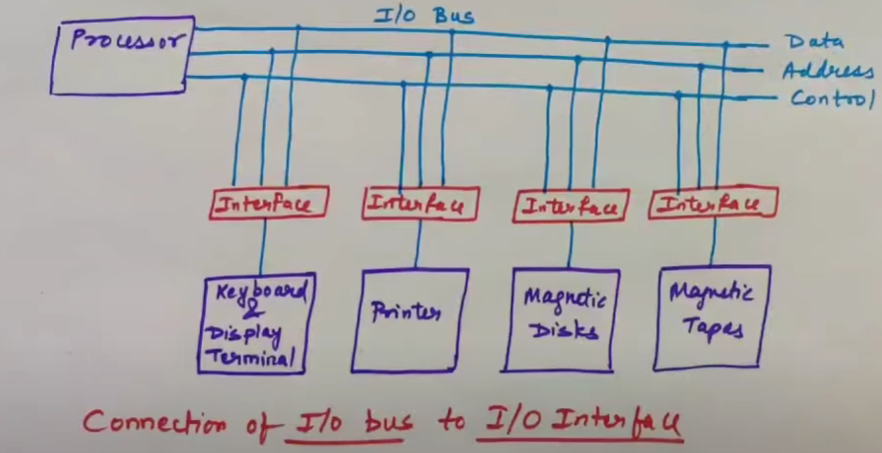 I/O Bus
Processor
Data
Address
Control
Interface
Interface
Interface
Interface
Keyboard
&
Display
Terminal
Printer
Magnetic
Disks
Magnetic
Tapes
Connection of I/O bus to I/O Interface